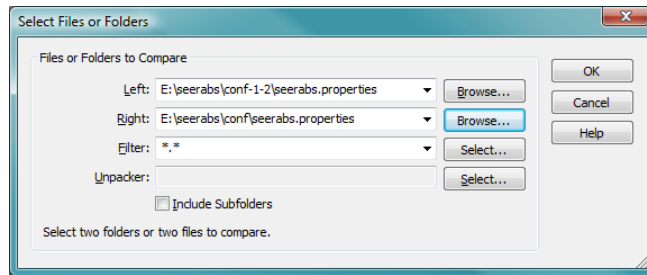 Select Files or Folders
Files or Folders to Compare
Left: E:\seerabs\conf-1-2\seerabs.properties Browse...
Right: E:\seerabs\conf\seerabs.properties Browse...
Filter: *.* Select...
Unpacker: Select...
Include Subfolders
Select two folders or two files to compare.
OK
Cancel
Help